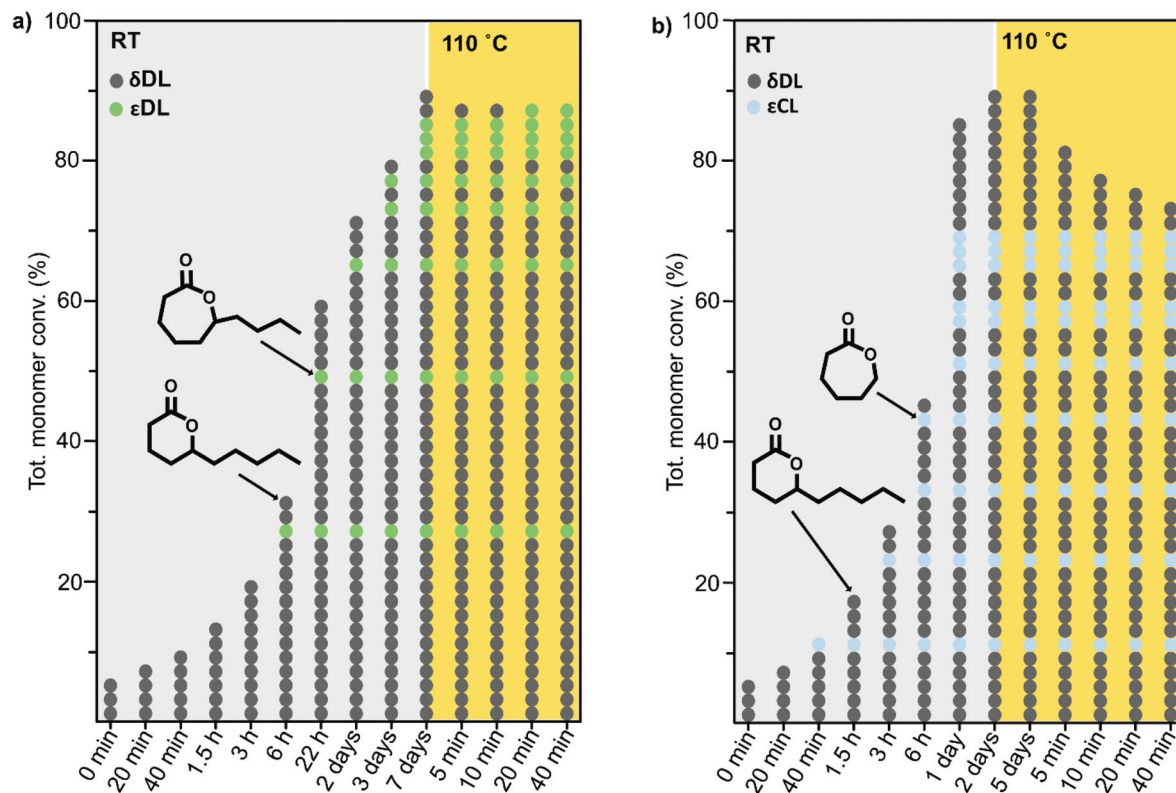 a)
Tot. monomer conv. (%)
100
80
60
40
20
RT
110 ˚C
δDL
εDL
O
O
O
O
0 min
20 min
40 min
1.5 h
3 h
6 h
22 h
2 days
3 days
7 days
5 min
10 min
20 min
40 min
b)
Tot. monomer conv. (%)
100
80
60
40
20
RT
110 ˚C
δDL
εCL
O
O
O
O
0 min
20 min
40 min
1.5 h
3 h
6 h
1 day
2 days
5 days
5 min
10 min
20 min
40 min